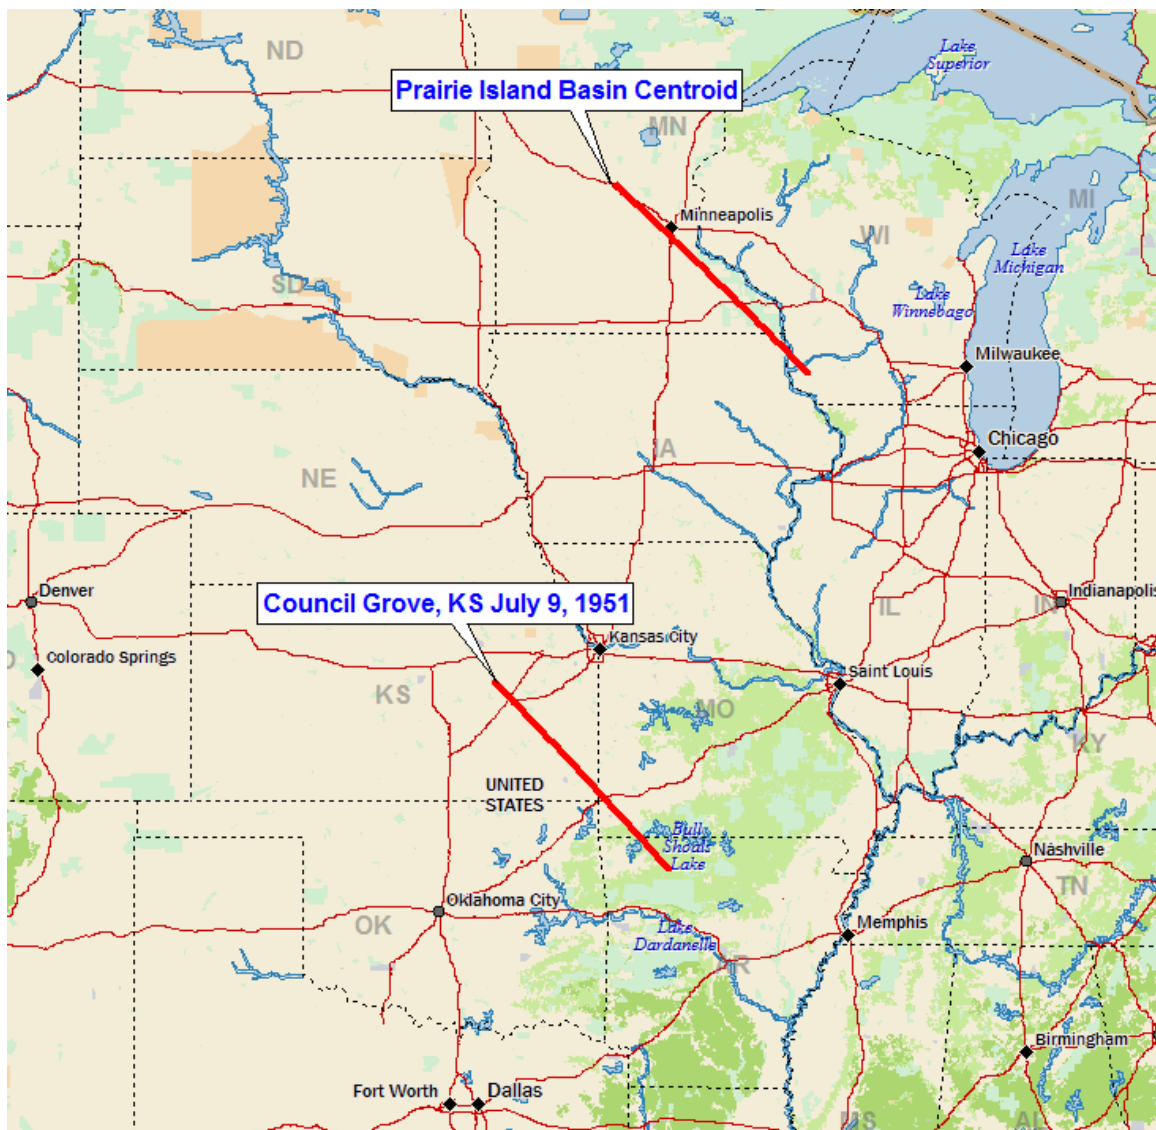 ND
Lake
Superior
Prairie Island Basin Centroid
MN
MI
Minneapolis
WI
Lake
Michigan
SD
Lake
Winnebago
Milwaukee
Chicago
IA
NE
Denver
Council Grove, KS July 9, 1951
IL
IN
Indianapolis
Kansas City
Colorado Springs
Saint Louis
KS
MO
KY
UNITED
STATES
Bull
Shoals
Lake
Nashville
TN
Oklahoma City
OK
Lake
Dardanelle
Memphis
AR
Birmingham
Fort Worth
Dallas
MS
AL